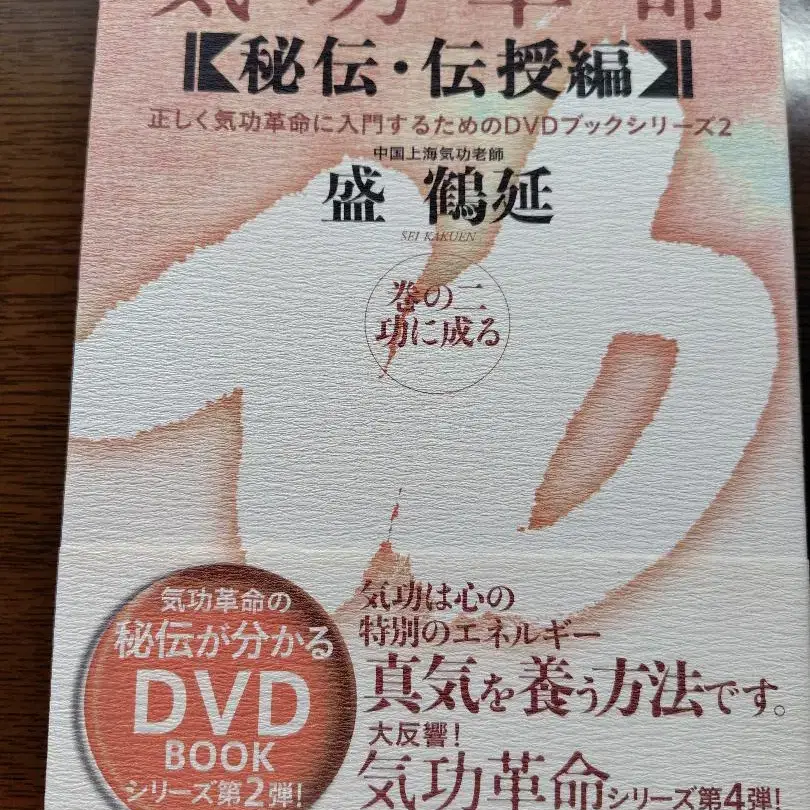 気功革命
秘伝・伝授編
正しく気功革命に入門するためのDVDブックシリーズ2
中国上海気功老師
盛 鶴延
SEI KAKUEN
巻の二
功に成る
気功革命の
秘伝が分かる
DVD
BOOK
シリーズ第2弾!
気功は心の
特別のエネルギー
真気を養う方法です。
大反響!
気功革命シリーズ第4弾!